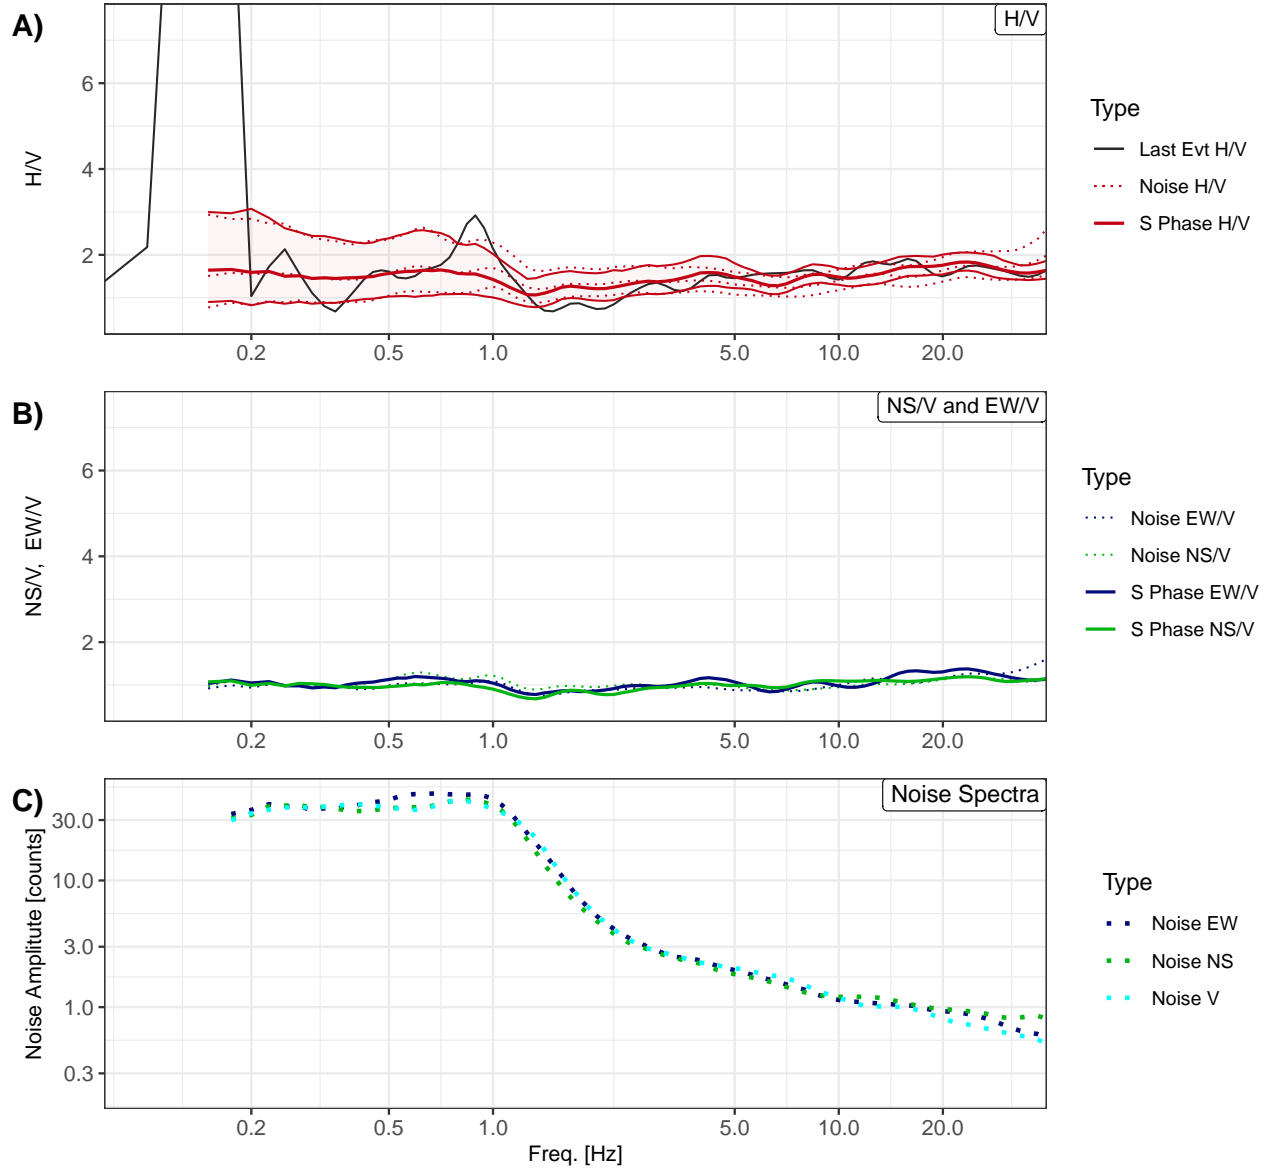 A)
H/V
6
4
2
H/V
0.2
0.5
1.0
5.0
10.0
20.0
Type
Last Evt H/V
Noise H/V
S Phase H/V
B)
NS/V and EW/V
6
4
2
NS/V,  EW/V
0.2
0.5
1.0
5.0
10.0
20.0
Type
Noise EW/V
Noise NS/V
S Phase EW/V
S Phase NS/V
C)
Noise Spectra
30.0
10.0
3.0
1.0
0.3
Noise Amplitude [counts]
0.2
0.5
1.0
5.0
10.0
20.0
Freq. [Hz]
Type
Noise EW
Noise NS
Noise V